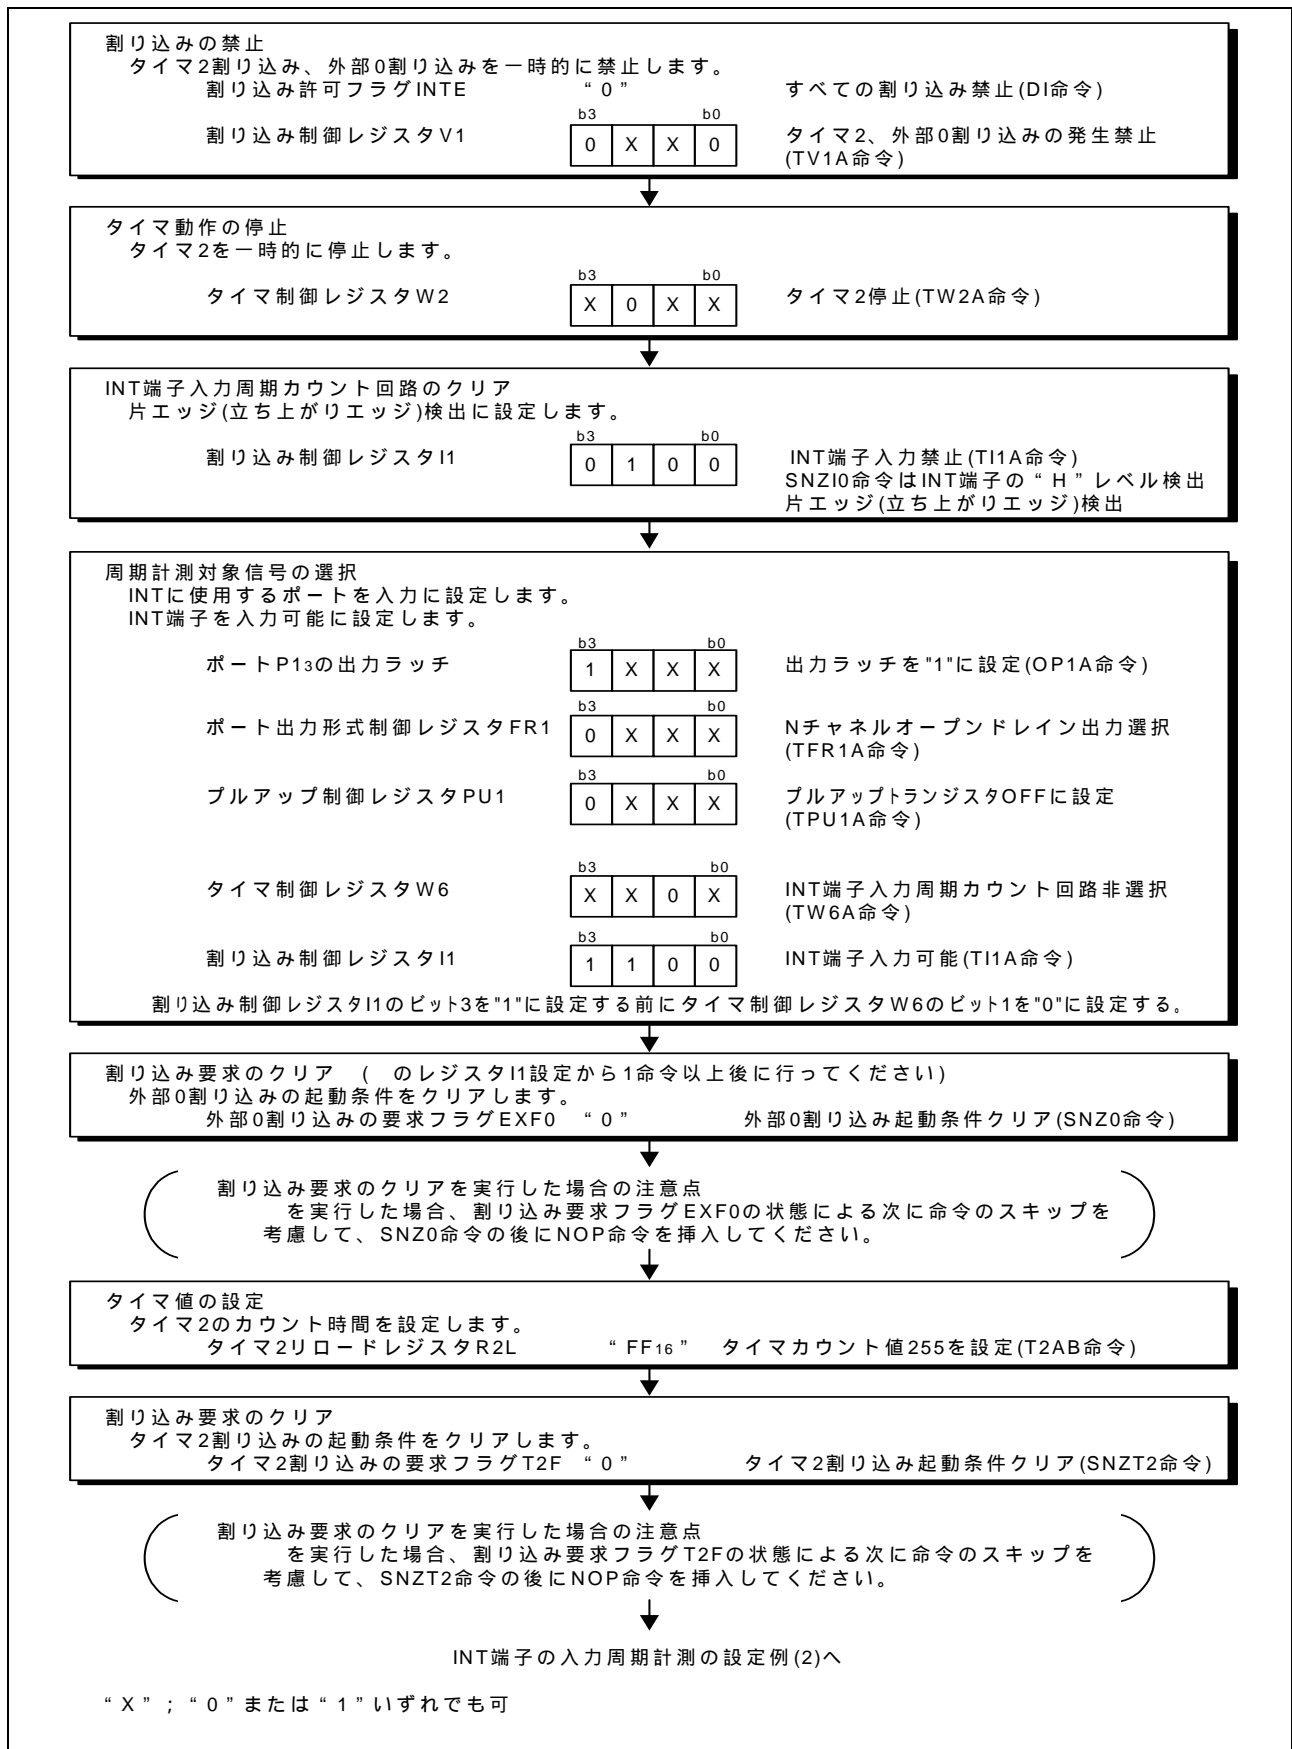 割り込みの禁止
タイマ2割り込み、外部0割り込みを一時的に禁止します。
割り込み許可フラグINTE “0” すべての割り込み禁止(DI命令)
b3 b0
割り込み制御レジスタV1 0 X X 0 タイマ2、外部0割り込みの発生禁止
(TV1A命令)
タイマ動作の停止
タイマ2を一時的に停止します。
b3 b0
タイマ制御レジスタW2 X 0 X X タイマ2停止(TW2A命令)
INT端子入力周期カウント回路のクリア
片エッジ(立ち上がりエッジ)検出に設定します。
b3 b0
割り込み制御レジスタI1 0 1 0 0 INT端子入力禁止(TI1A命令)
SNZI0命令はINT端子の“H”レベル検出
片エッジ(立ち上がりエッジ)検出
周期計測対象信号の選択
INTに使用するポートを入力に設定します。
INT端子を入力可能に設定します。
b3 b0
ポートP13の出力ラッチ 1 X X X 出力ラッチを"1"に設定(OP1A命令)
b3 b0
ポート出力形式制御レジスタFR1 0 X X X Nチャネルオープンドレイン出力選択
(TFR1A命令)
b3 b0
プルアップ制御レジスタPU1 0 X X X プルアップトランジスタOFFに設定
(TPU1A命令)
b3 b0
タイマ制御レジスタW6 X X 0 X INT端子入力周期カウント回路非選択
(TW6A命令)
b3 b0
割り込み制御レジスタI1 1 1 0 0 INT端子入力可能(TI1A命令)
割り込み制御レジスタI1のビット3を"1"に設定する前にタイマ制御レジスタW6のビット1を"0"に設定する。
割り込み要求のクリア ( のレジスタI1設定から1命令以上後に行ってください)
外部0割り込みの起動条件をクリアします。
外部0割り込みの要求フラグEXF0 “0” 外部0割り込み起動条件クリア(SNZ0命令)
割り込み要求のクリアを実行した場合の注意点
を実行した場合、割り込み要求フラグEXF0の状態による次に命令のスキップを
考慮して、SNZ0命令の後にNOP命令を挿入してください。
タイマ値の設定
タイマ2のカウント時間を設定します。
タイマ2リロードレジスタR2L “FF16” タイマカウント値255を設定(T2AB命令)
割り込み要求のクリア
タイマ2割り込みの起動条件をクリアします。
タイマ2割り込みの要求フラグT2F “0” タイマ2割り込み起動条件クリア(SNZT2命令)
割り込み要求のクリアを実行した場合の注意点
を実行した場合、割り込み要求フラグT2Fの状態による次に命令のスキップを
考慮して、SNZT2命令の後にNOP命令を挿入してください。
INT端子の入力周期計測の設定例(2)へ
“X”；“0”または“1”いずれでも可